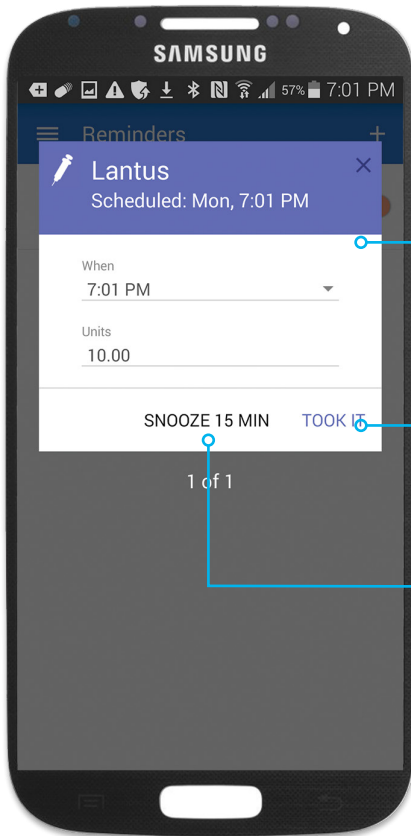 SAMSUNG
57% 7:01 PM
Reminders +
Lantus
Scheduled: Mon, 7:01 PM
When
7:01 PM
Units
10.00
SNOOZE 15 MIN TOOK IT
1 of 1